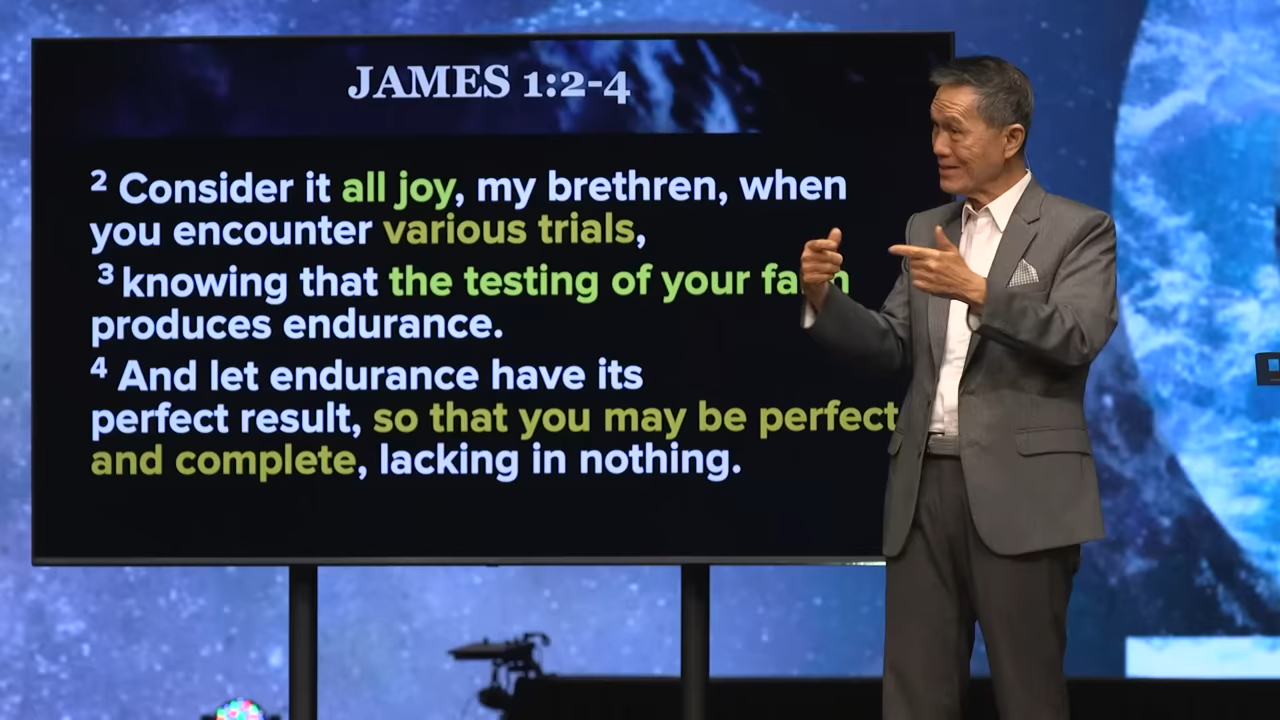 JAMES 1:2-4
2 Consider it all joy, my brethren, when
you encounter various trials,
3 knowing that the testing of your
produces endurance.
4 And let endurance have its
perfect result, so that you may be perfect
and complete, lacking in nothing.